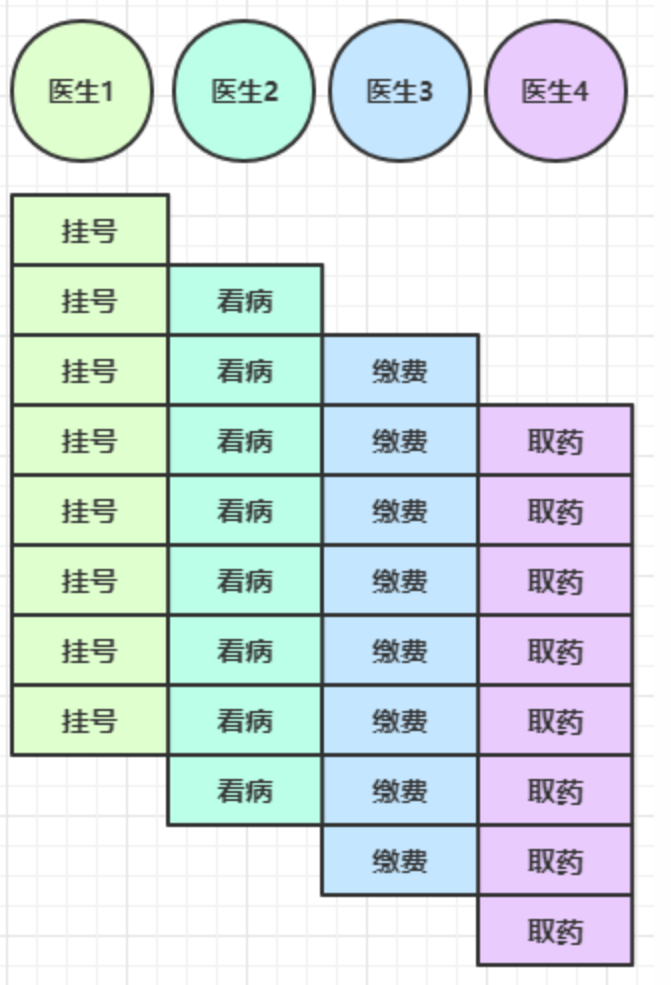 医生1 医生2 医生3 医生4
挂号
挂号 看病
挂号 看病 缴费
挂号 看病 缴费 取药
挂号 看病 缴费 取药
挂号 看病 缴费 取药
挂号 看病 缴费 取药
挂号 看病 缴费 取药
看病 缴费 取药
缴费 取药
取药